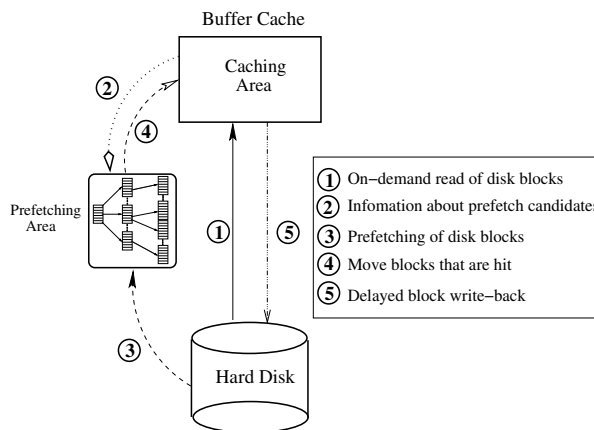 Buffer Cache
Caching
Area
2
4
Prefetching
Area
1
5
3
Hard Disk
1 On-demand read of disk blocks
2 Infomation about prefetch candidates
3 Prefetching of disk blocks
4 Move blocks that are hit
5 Delayed block write-back